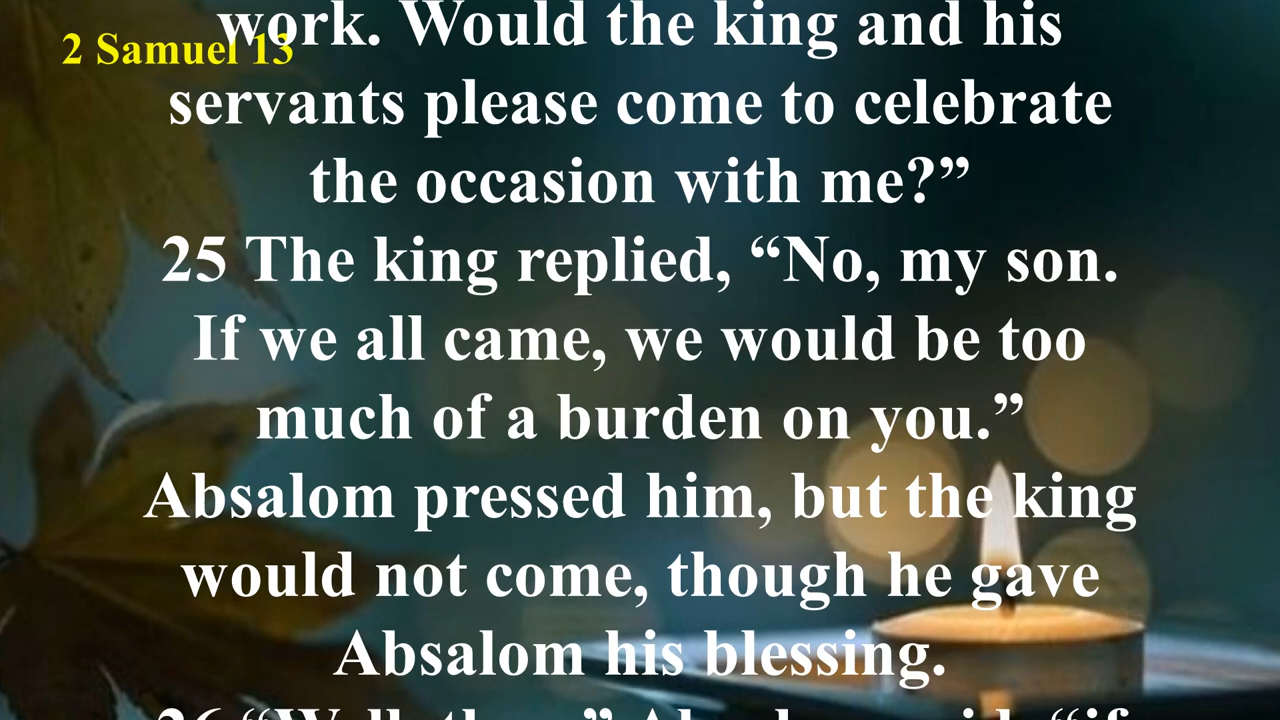 2 Samuel 13
work. Would the king and his
servants please come to celebrate
the occasion with me?”
25 The king replied, “No, my son.
If we all came, we would be too
much of a burden on you.”
Absalom pressed him, but the king
would not come, though he gave
Absalom his blessing.